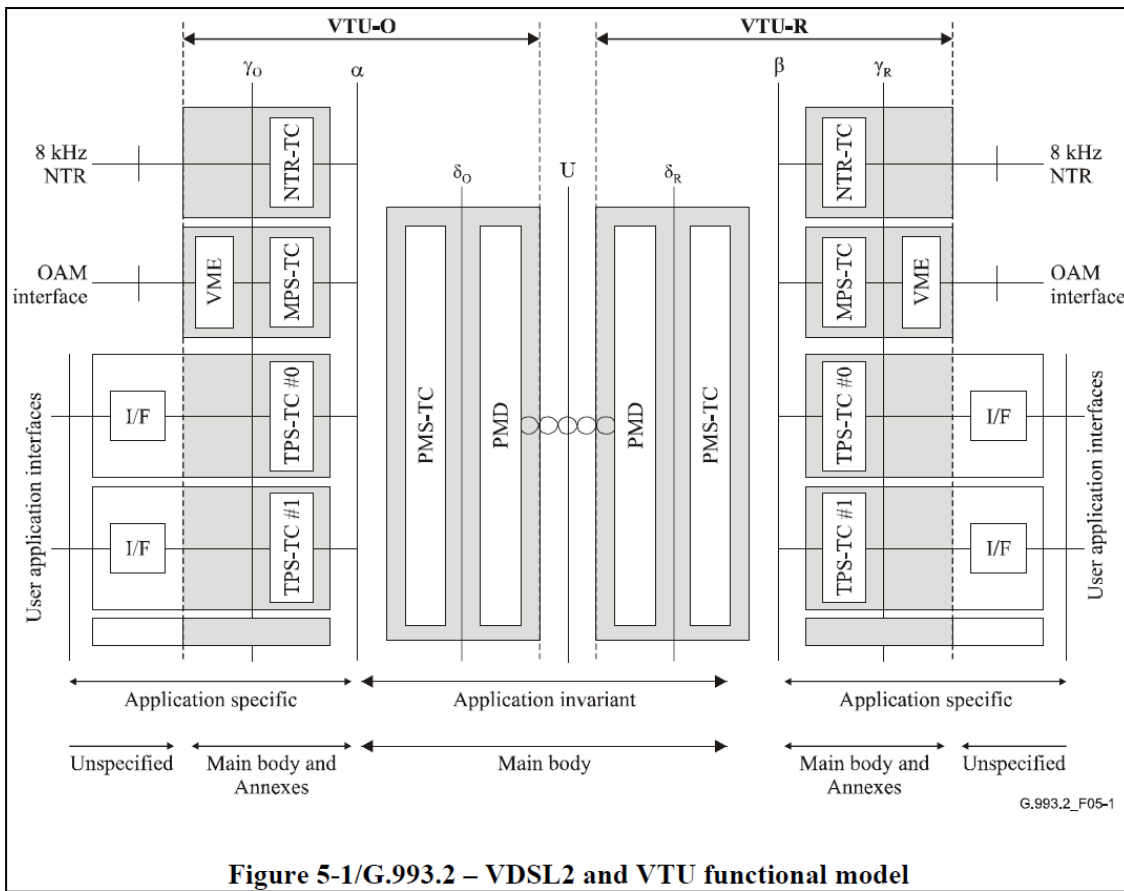 VTU-O
VTU-R
γO
α
β
γR
8 kHz
NTR
NTR-TC
δO
U
δR
NTR-TC
8 kHz
NTR
OAM
interface
VME
MPS-TC
MPS-TC
VME
OAM
interface
User application interfaces
I/F
TPS-TC #0
PMS-TC
PMD
PMD
PMS-TC
TPS-TC #0
I/F
User application interfaces
I/F
TPS-TC #1
TPS-TC #1
I/F
Application specific
Application invariant
Application specific
Unspecified
Main body and
Annexes
Main body
Main body and
Annexes
Unspecified
G.993.2_F05-1
Figure 5-1/G.993.2 – VDSL2 and VTU functional model